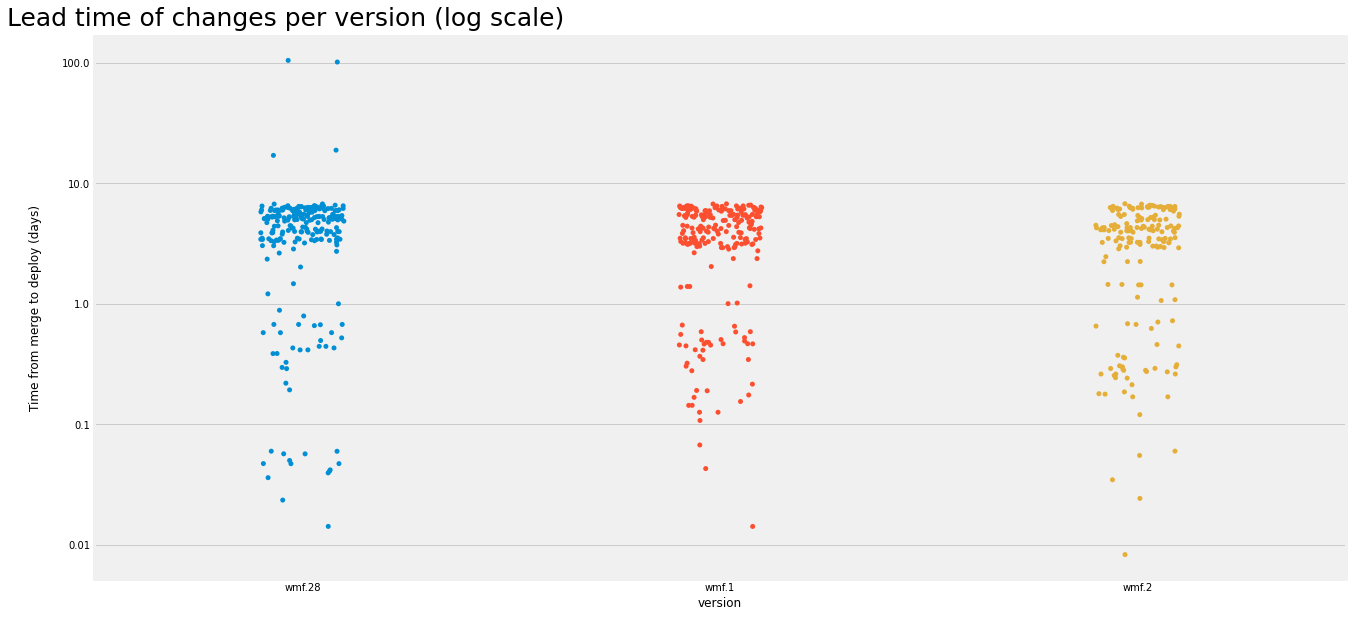 Lead time of changes per version (log scale)
100.0
10.0
1.0
0.1
0.01
Time from merge to deploy (days)
wmf.28
wmf.1
wmf.2
version